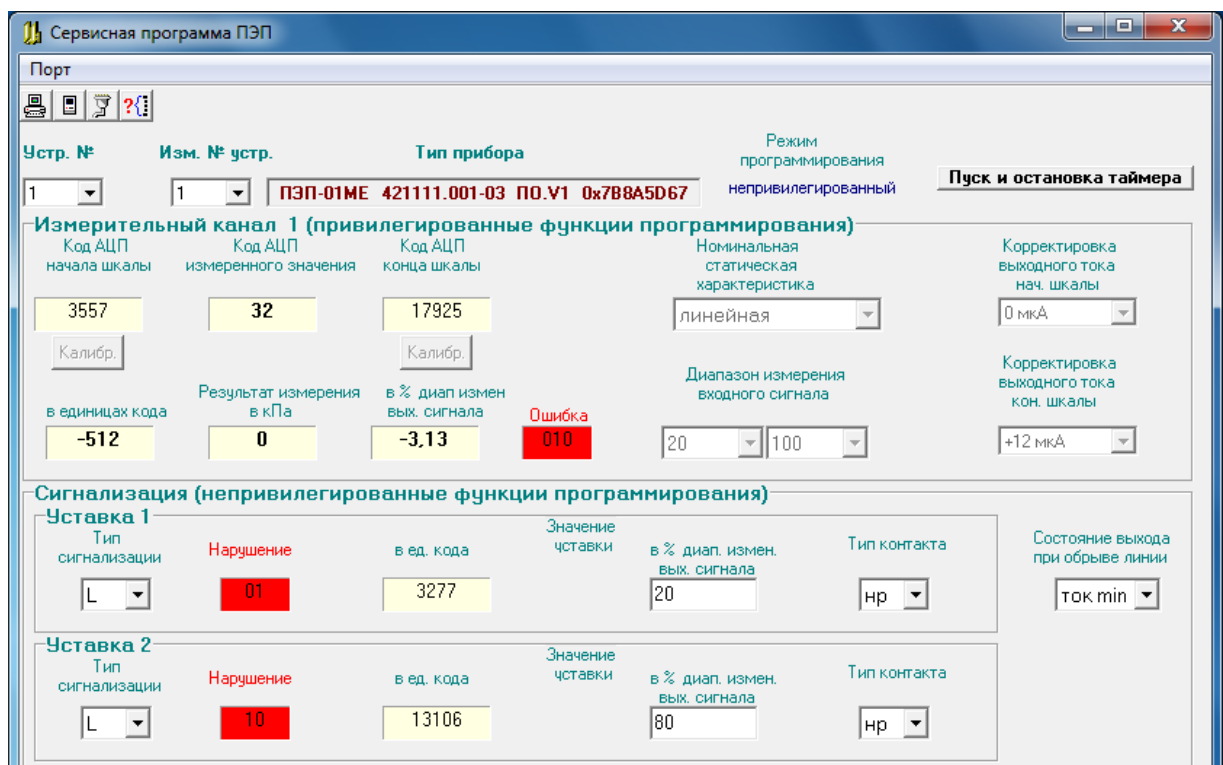 Сервисная программа ПЭП
Порт
Устр. №
Изм. № устр.
Тип прибора
Режим
программирования
1
1
ПЭП-01МЕ 421111.001-03 ПО.V1 0x7B8A5D67
непривилегированный
Пуск и остановка таймера
Измерительный канал 1 (привилегированные функции программирования)
Код АЦП
начала шкалы
Код АЦП
измеренного значения
Код АЦП
конца шкалы
Номинальная
статическая
характеристика
Корректировка
выходного тока
нач. шкалы
3557
32
17925
линейная
0 мкА
Калибр.
Калибр.
в единицах кода
Результат измерения
в кПа
в % диап измен
вых. сигнала
Ошибка
Диапазон измерения
входного сигнала
Корректировка
выходного тока
кон. шкалы
-512
0
-3,13
010
20
100
+12 мкА
Сигнализация (непривилегированные функции программирования)
Уставка 1
Тип
сигнализации
Нарушение
в ед. кода
Значение
уставки
в % диап. измен.
вых. сигнала
Тип контакта
Состояние выхода
при обрыве линии
L
01
3277
20
нр
ток min
Уставка 2
Тип
сигнализации
Нарушение
в ед. кода
Значение
уставки
в % диап. измен.
вых. сигнала
Тип контакта
L
10
13106
80
нр